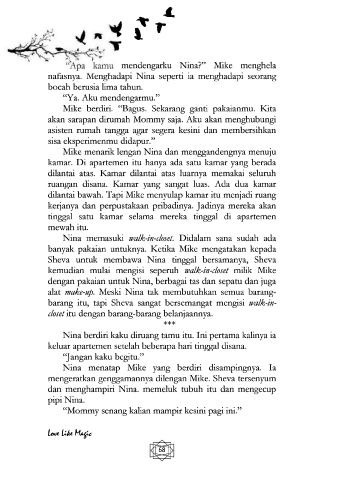 “Apa kamu mendengarku Nina?” Mike menghela
nafasnya. Menghadapi Nina seperti ia menghadapi seorang
bocah berusia lima tahun.
“Ya. Aku mendengarmu.”
Mike berdiri. “Bagus. Sekarang ganti pakaianmu. Kita
akan sarapan dirumah Mommy saja. Aku akan menghubungi
asisten rumah tangga agar segera kesini dan membersihkan
sisa eksperimenmu didapur.”
Mike menarik lengan Nina dan menggandengnya menuju
kamar. Di apartemen itu hanya ada satu kamar yang berada
dilantai atas. Kamar dilantai atas luarnya memakai seluruh
ruangan disana. Kamar yang sangat luas. Ada dua kamar
dilantai bawah. Tapi Mike menyulap kamar itu menjadi ruang
kerjanya dan perpustakaan pribadinya. Jadinya mereka akan
tinggal satu kamar selama mereka tinggal di apartemen
mewah itu.
Nina memasuki walk-in-closet. Didalam sana sudah ada
banyak pakaian untuknya. Ketika Mike mengatakan kepada
Sheva untuk membawa Nina tinggal bersamanya, Sheva
kemudian mulai mengisi seperuh walk-in-closet milik Mike
dengan pakaian untuk Nina, berbagai tas dan sepatu dan juga
alat make-up. Meski Nina tak membutuhkan semua barang-
barang itu, tapi Sheva sangat bersemangat mengisi walk-in-
closet itu dengan barang-barang belanjaannya.
***
Nina berdiri kaku diruang tamu itu. Ini pertama kalinya ia
keluar apartemen setelah beberapa hari tinggal disana.
“Jangan kaku begitu.”
Nina menatap Mike yang berdiri disampingnya. Ia
mengeratkan genggamannya dilengan Mike. Sheva tersenyum
dan menghampiri Nina. memeluk tubuh itu dan mengecup
pipi Nina.
“Mommy senang kalian mampir kesini pagi ini.”
Love Like Magic
58